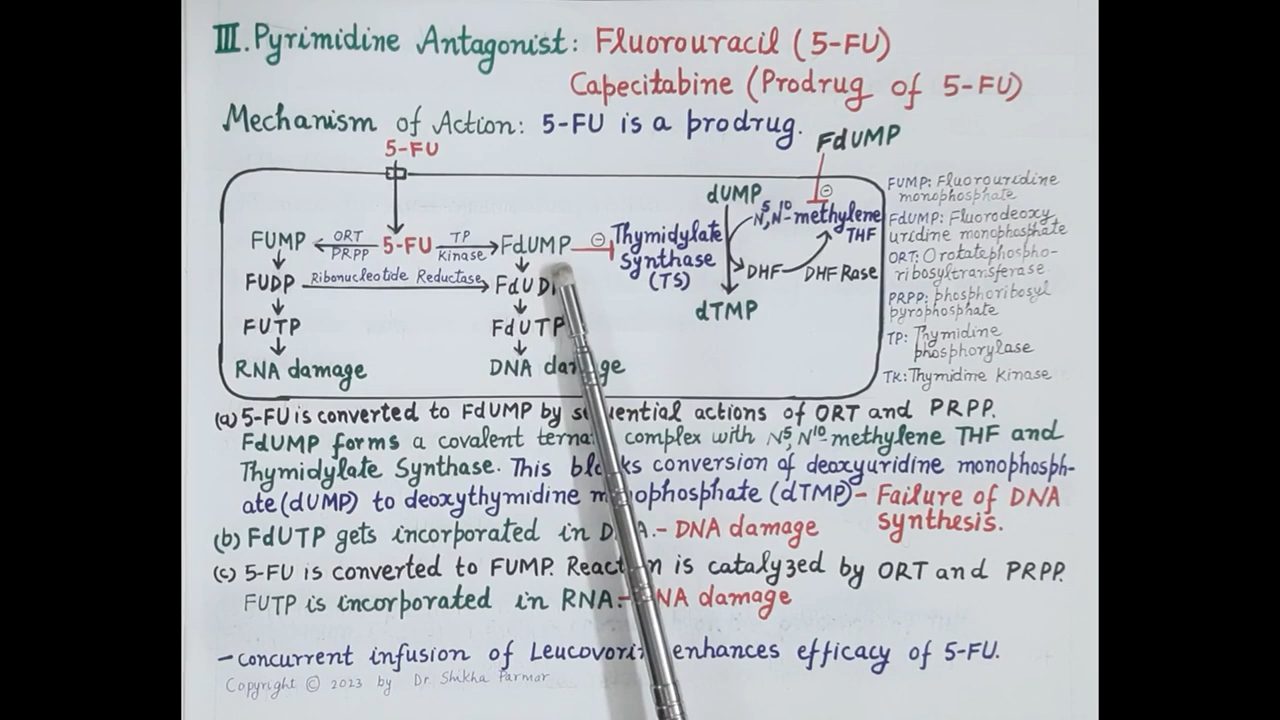 III. Pyrimidine Antagonist: Fluorouracil (5-FU)
Capecitabine (Prodrug of 5-FU)
Mechanism of Action: 5-FU is a prodrug.
5-FU
FdUMP
dUMP
N5,N10-methylene THF
FUMP ORT PRPP 5-FU TP Kinase FdUMP Thymidylate Synthase (TS)
DHF DHFRase
FUDP Ribonucleotide Reductase
dTMP
FUTP FdUTP
RNA damage DNA
FUMP: Fluorouridine
monophosphate
FdUMP: Fluorodeoxy
uridine monophosphate
ORT: Orotatephospho-
ribosyltransferase
PRPP: phosphoribosyl
pyrophosphate
TP: Thymidine
phosphorylase
TK: Thymidine kinase
(a) 5-FU is converted to FdUMP by actions of ORT and PRPP.
FdUMP forms a covalent complex with N5,N10-methylene THF and
Thymidylate Synthase. This conversion of deoxyuridine monophosph-
ate (dUMP) to deoxythymidine (dTMP)- Failure of DNA
synthesis.
(b) FdUTP gets incorporated in - DNA damage
(c) 5-FU is converted to FUMP. is catalyzed by ORT and PRPP.
FUTP is incorporated in RNA.- damage
- concurrent infusion of enhances efficacy of 5-FU.
Copyright © 2023 by Dr. Shikha Parmar